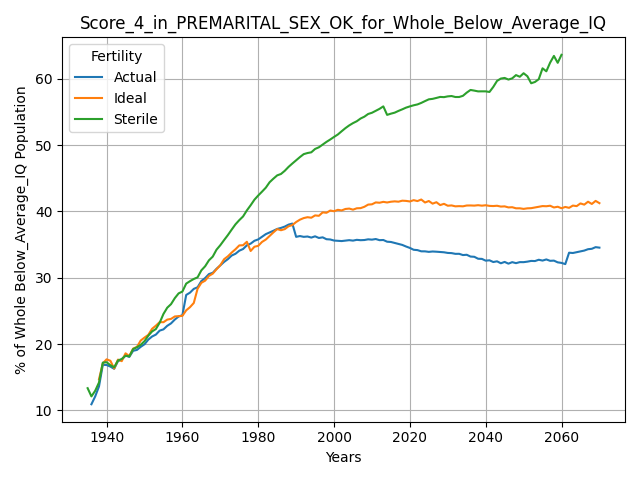 Score_4_in_PREMARITAL_SEX_OK_for_Whole_Below_Average_IQ
Fertility
Actual
Ideal
Sterile
% of Whole Below_Average_IQ Population
60
50
40
30
20
10
1940 1960 1980 2000 2020 2040 2060
Years